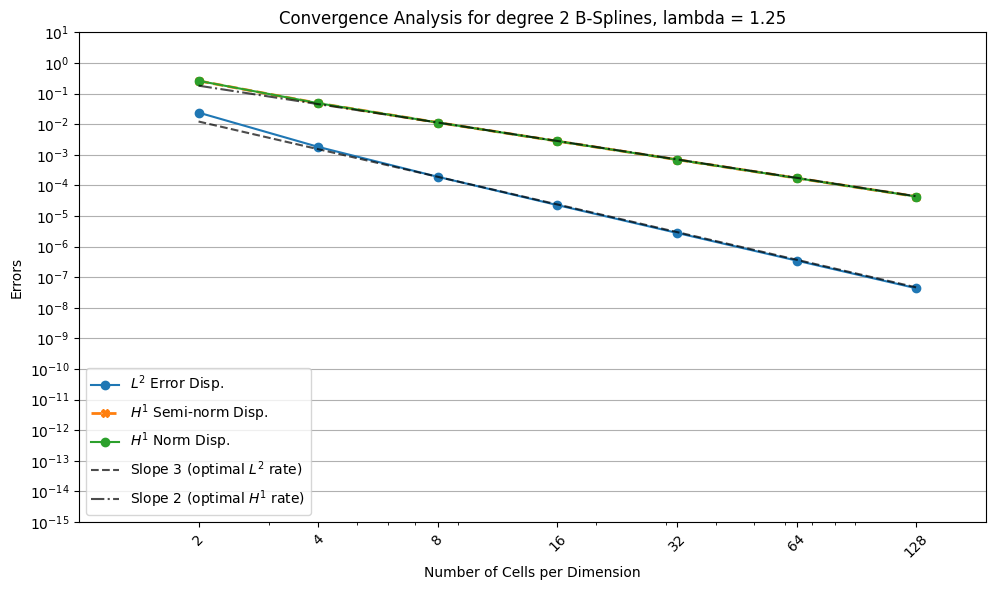 Convergence Analysis for degree 2 B-Splines, lambda = 1.25
10^1
10^0
10^-1
10^-2
10^-3
10^-4
10^-5
10^-6
10^-7
10^-8
10^-9
10^-10
10^-11
10^-12
10^-13
10^-14
10^-15
Errors
L^2 Error Disp.
H^1 Semi-norm Disp.
H^1 Norm Disp.
Slope 3 (optimal L^2 rate)
Slope 2 (optimal H^1 rate)
2 4 8 16 32 64 128
Number of Cells per Dimension